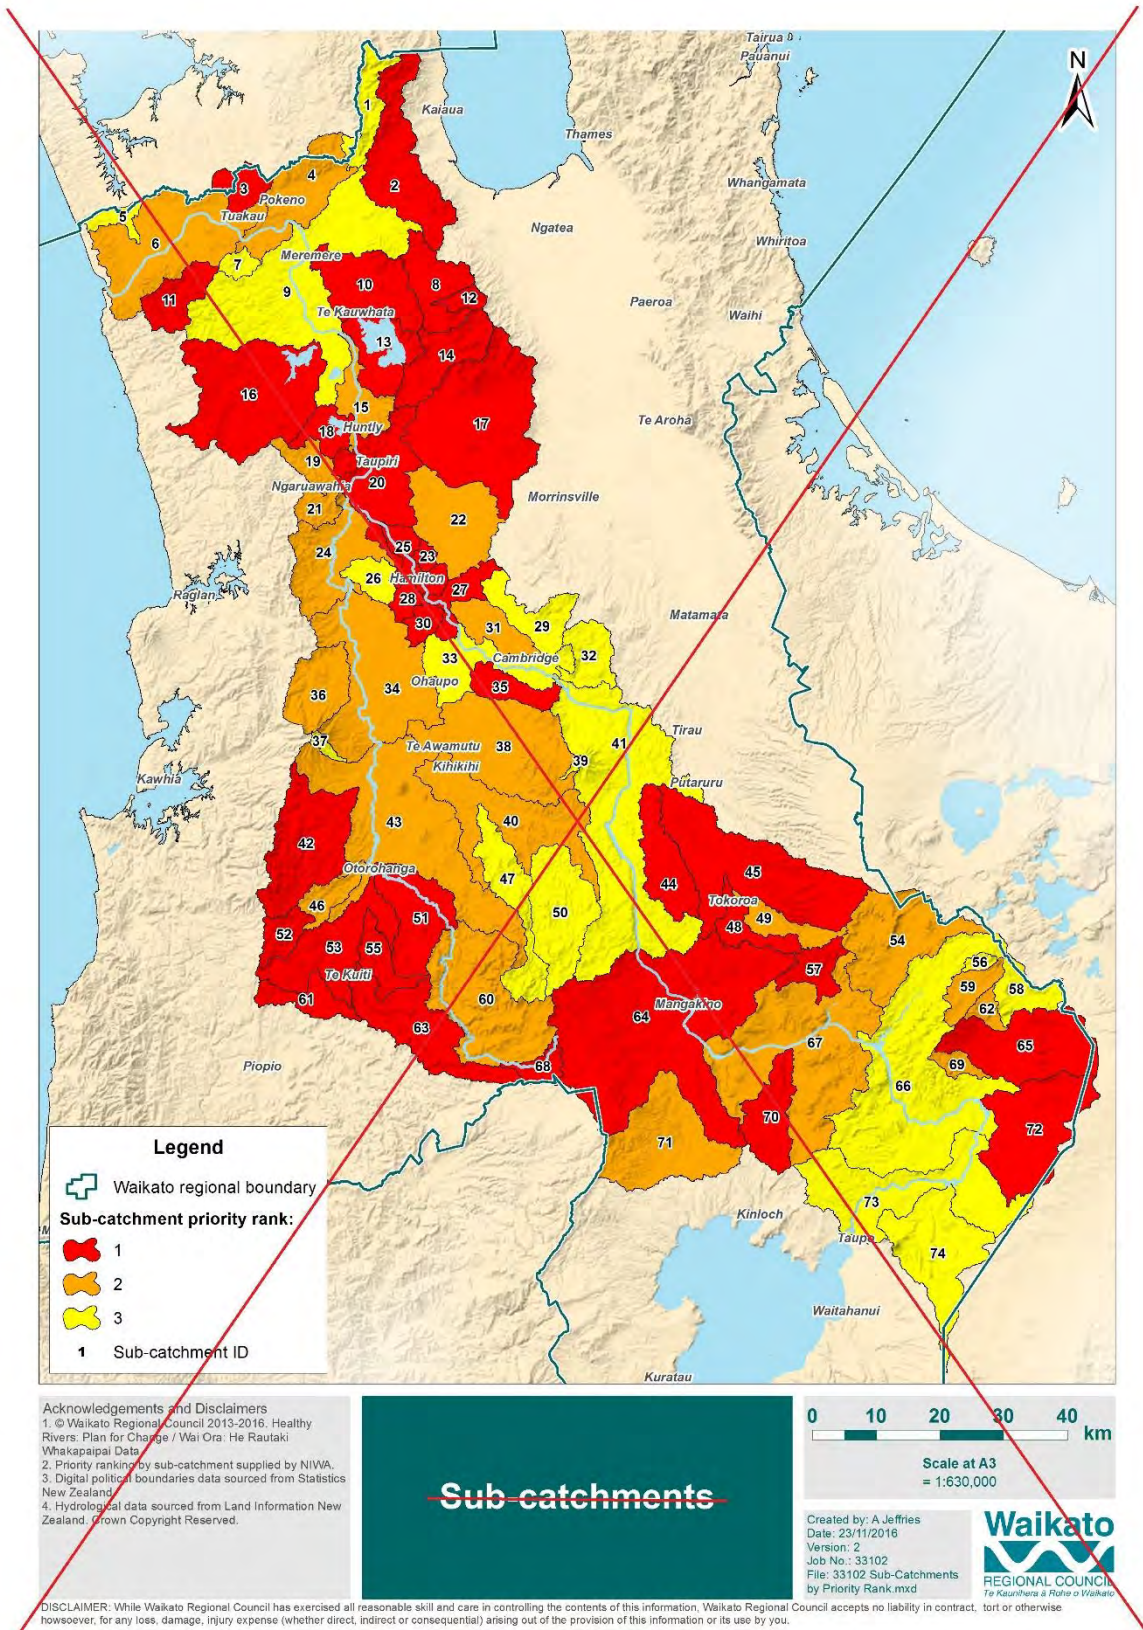 Tairua &
Pauanui
N
1
Kaiaua
Thames
2
3
4
Pokeno
Tuakau
Whangamata
5
6
Ngatea
Whiritoa
7
Meremere
9
10
8
12
11
Te Kauwhata
Paeroa
Waihi
13
14
16
15
18
Huntly
17
Te Aroha
19
Taupiri
Ngaruawahia
20
Morrinsville
21
22
24
25
23
26
Hamilton
27
28
Raglan
30
31
29
Matamata
33
Cambridge
32
Ohaupo
35
36
34
37
Te Awamutu
38
Kihikihi
39
41
Tirau
Kawhia
Putaruru
42
43
40
Otorohanga
47
44
45
46
50
Tokoroa
49
48
51
52
53
55
54
Te Kuiti
57
56
61
60
59
58
62
Mangakino
64
63
67
65
Piopio
68
69
66
70
71
72
Kinloch
73
Taupo
74
Waitahanui
Kuratau
Legend
Waikato regional boundary
Sub-catchment priority rank:
1
2
3
1 Sub-catchment ID
Acknowledgements and Disclaimers
1. © Waikato Regional Council 2013-2016. Healthy
Rivers: Plan for Change / Wai Ora: He Rautaki
Whakapaipai Data.
2. Priority ranking by sub-catchment supplied by NIWA.
3. Digital political boundaries data sourced from Statistics
New Zealand.
4. Hydrological data sourced from Land Information New
Zealand. Crown Copyright Reserved.
Sub-catchments
0 10 20 30 40
km
Scale at A3
= 1:630,000
Created by: A Jeffries
Date: 23/11/2016
Version: 2
Job No.: 33102
File: 33102 Sub-Catchments
by Priority Rank.mxd
Waikato
REGIONAL COUNCIL
Te Kaunihera ā Rohe o Waikato
DISCLAIMER: While Waikato Regional Council has exercised all reasonable skill and care in controlling the contents of this information, Waikato Regional Council accepts no liability in contract, tort or otherwise
howsoever, for any loss, damage, injury expense (whether direct, indirect or consequential) arising out of the provision of this information or its use by you.